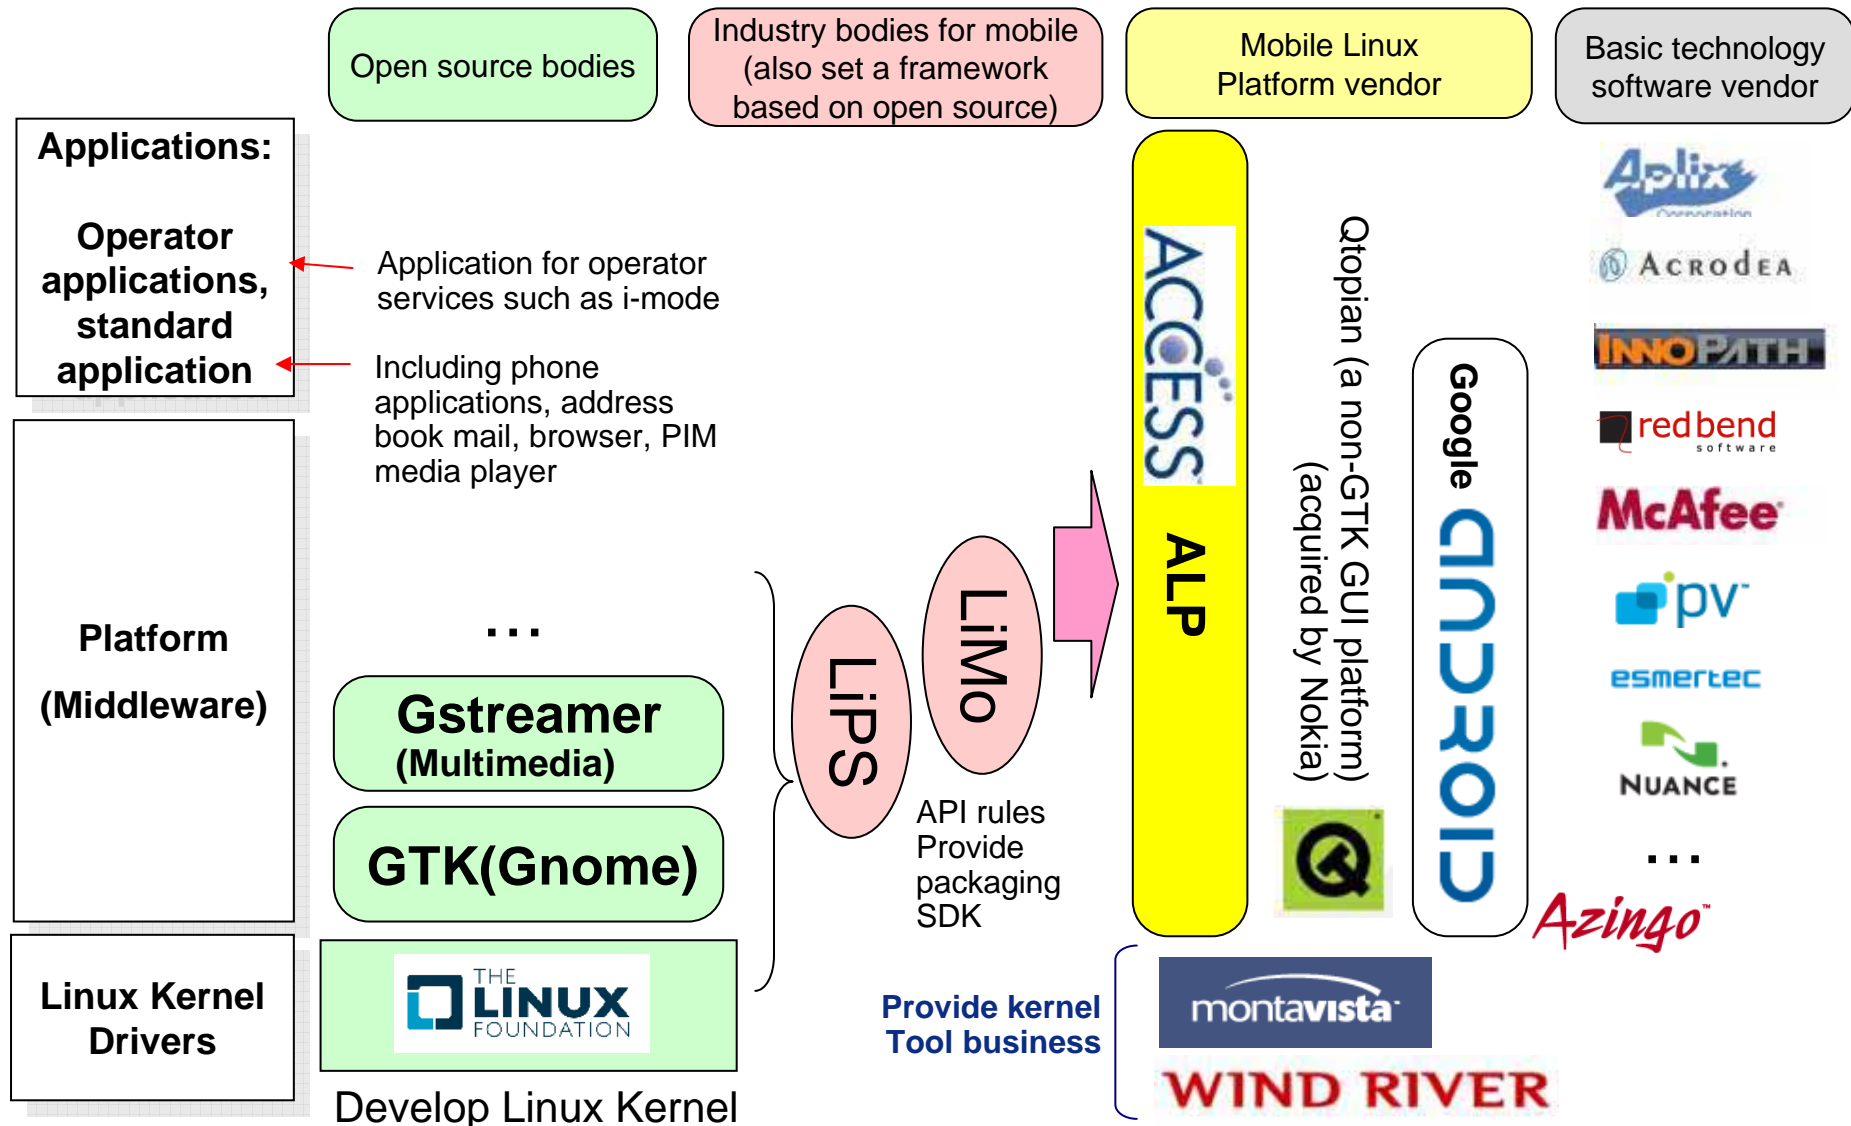 Open source bodies
Industry bodies for mobile
(also set a framework
based on open source)
Mobile Linux
Platform vendor
Basic technology
software vendor
Applications:
Operator
applications,
standard
application
Application for operator
services such as i-mode
Including phone
applications, address
book mail, browser, PIM
media player
Platform
(Middleware)
...
Gstreamer
(Multimedia)
GTK(Gnome)
Linux Kernel
Drivers
THE
LINUX
FOUNDATION
Develop Linux Kernel
LiPS
LiMo
API rules
Provide
packaging
SDK
ACCESS
ALP
Qtopian (a non-GTK GUI platform)
(acquired by Nokia)
Google
ANDROID
Provide kernel
Tool business
montavista
WIND RIVER
Aplix
Corporation
ACRODEA
INNOPATH
redbend
software
McAfee
pv™
esmertec
NUANCE
...
Azingo™